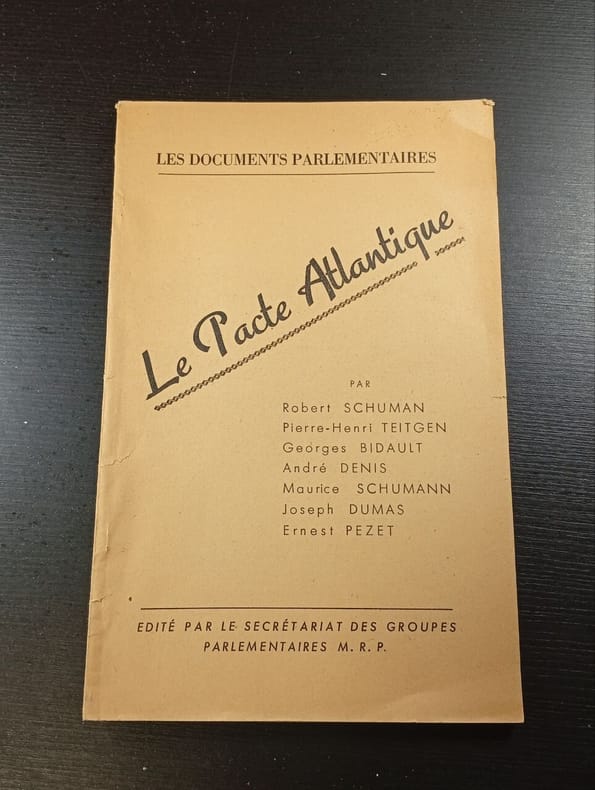 LES DOCUMENTS PARLEMENTAIRES
Le Pacte Atlantique
PAR
Robert SCHUMAN
Pierre-Henri TEITGEN
Georges BIDAULT
André DENIS
Maurice SCHUMANN
Joseph DUMAS
Ernest PEZET
EDITÉ PAR LE SECRÉTARIAT DES GROUPES
PARLEMENTAIRES M. R. P.